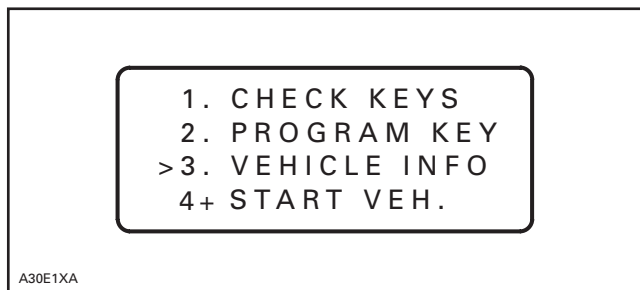 1. CHECK KEYS
2. PROGRAM KEY
>3. VEHICLE INFO
4+ START VEH.
A30E1XA